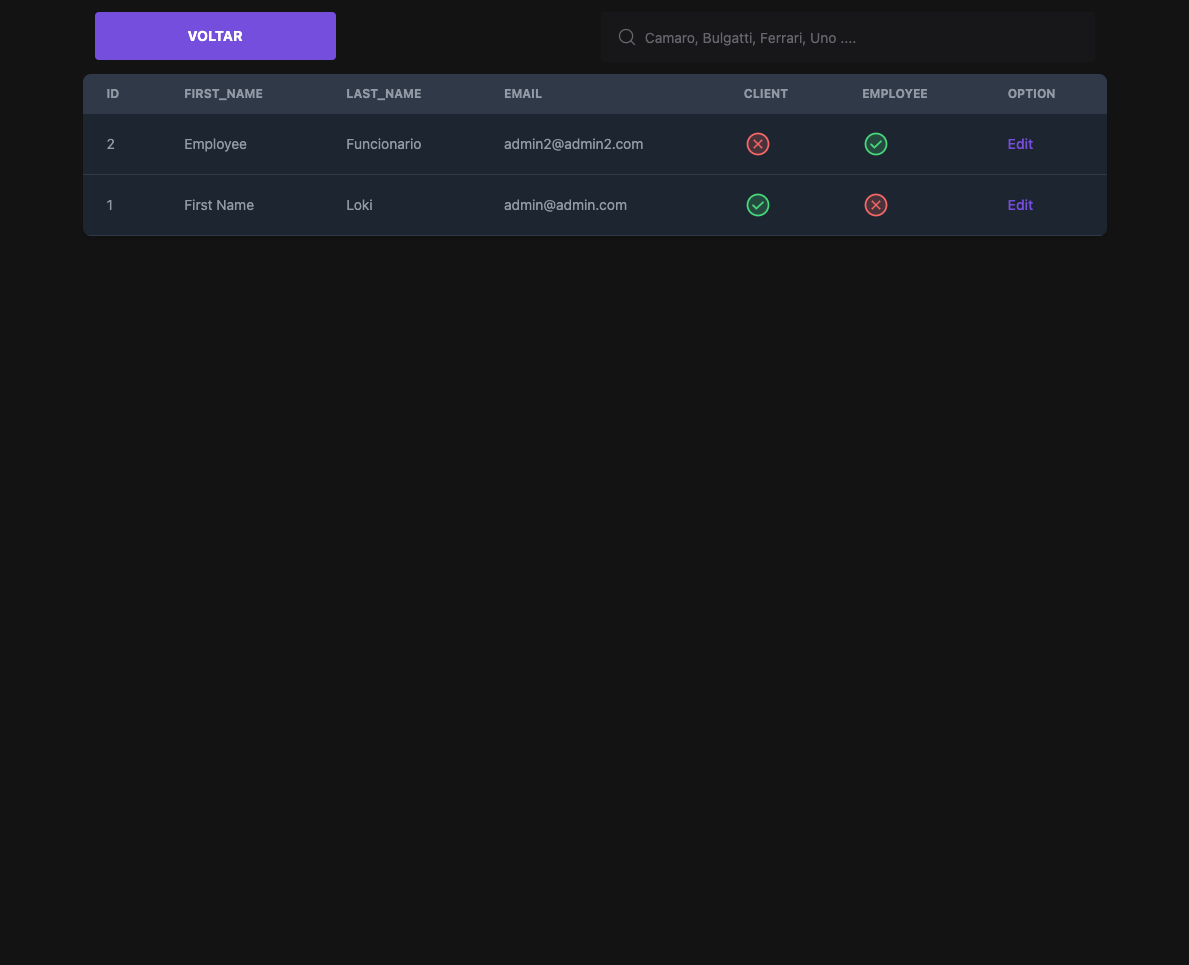 VOLTAR
Camaro, Bulgatti, Ferrari, Uno ....
ID FIRST_NAME LAST_NAME EMAIL CLIENT EMPLOYEE OPTION
2 Employee Funcionario admin2@admin2.com Edit
1 First Name Loki admin@admin.com Edit